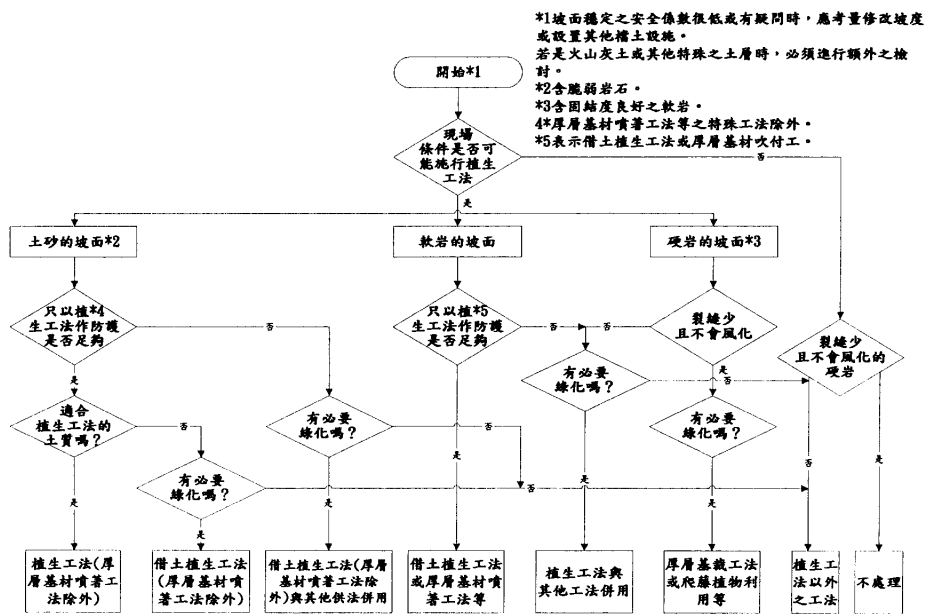 *1坡面穩定之安全係數很低或有疑問時，應考量修改坡度
或設置其他擋土設施。
若是火山灰土或其他特殊之土層時，必須進行額外之檢
討。
*2含脆弱岩石。
*3含固結度良好之軟岩。
4*厚層基材噴著工法等之特殊工法除外。
*5表示借土植生工法或厚層基材吹付工。
開始*1
現場
條件是否可
能施行植生
工法
否
是
土砂的坡面*2
軟岩的坡面
硬岩的坡面*3
只以植*4
生工法作防護
是否足夠
否
只以植*5
生工法作防護
是否足夠
否
否
裂縫少
且不會風化
裂縫少
且不會風化的
硬岩
是
有必要
綠化嗎？
否
是
適合
植生工法的
土質嗎？
否
有必要
綠化嗎？
否
是
有必要
綠化嗎？
有必要
綠化嗎？
否
否
否
是
是
是
是
是
是
是
植生工法(厚
層基材噴著工
法除外)
借土植生工法
(厚層基材噴
著工法除外)
借土植生工法(厚層
基材噴著工法除
外)與其他供法併用
借土植生工法
或厚層基材噴
著工法等
植生工法與
其他工法併用
厚層基裁工法
或爬藤植物利
用等
植生工
法以外
之工法
不處理